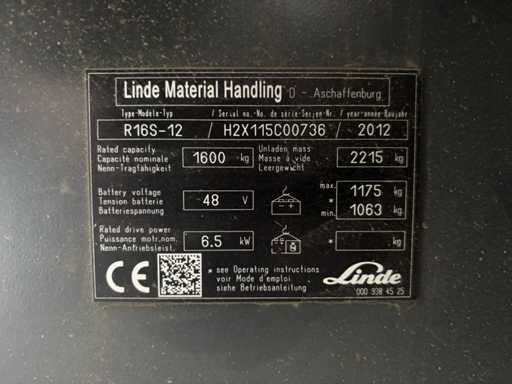 Linde Material Handling D - Aschaffenburg
Type-Modele-Typ / Serial no.-No. de série-Serien-Nr. / year-année-Baujahr
R16S-12 / H2X115C00736 / 2012
Rated capacity Unladen mass
Capacité nominale 1600 kg Masse à vide 2215 kg
Nenn-Tragfähigkeit Leergewicht
Battery voltage max. 1175 kg
Tension batterie 48 V *
Batteriespannung min. 1063 kg
Rated drive power
Puissance motr.nom. 6.5 kW * kg
Nenn-Antriebsleist.
CE * see Operating instructions
voir Mode d'emploi Linde
siehe Betriebsanleitung 000 938 45 25